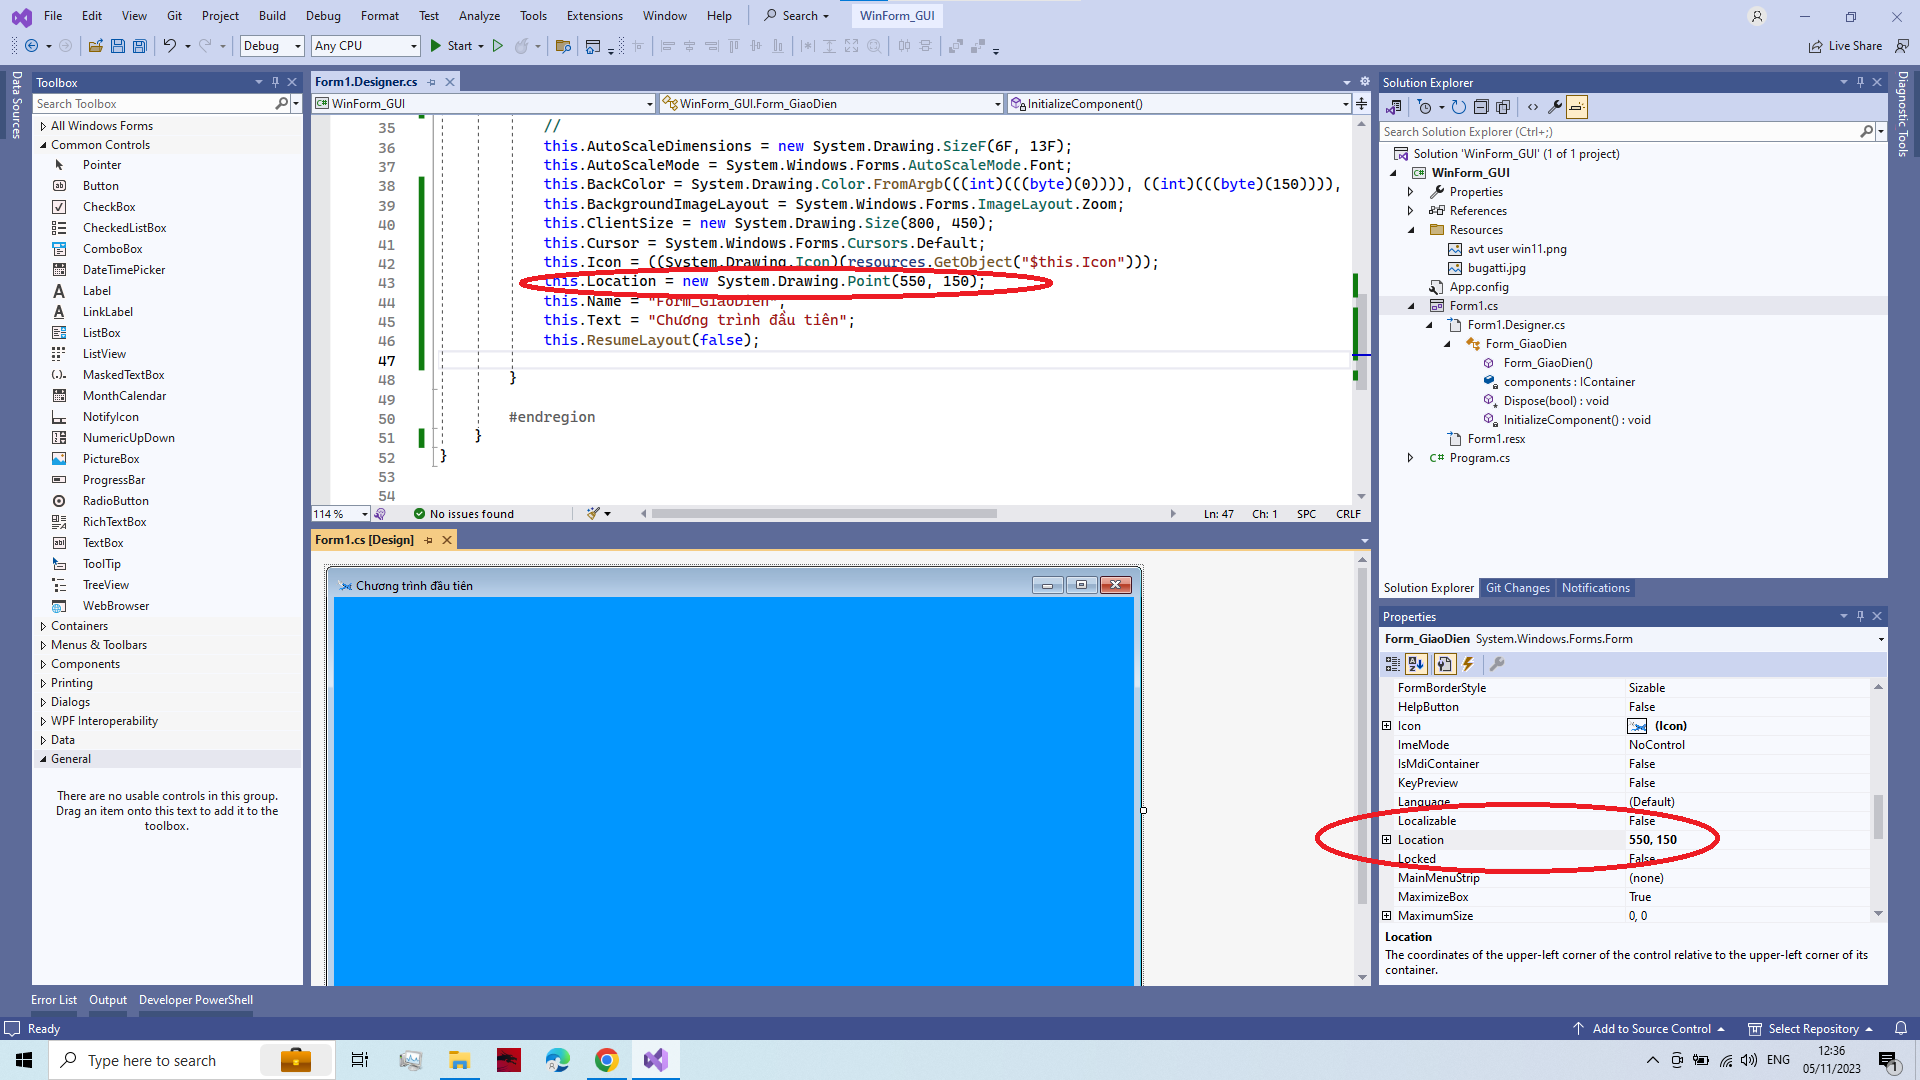 File Edit View Git Project Build Debug Format Test Analyze Tools Extensions Window Help Search WinForm_GUI
Debug Any CPU Start Live Share
Data Sources
Toolbox
Search Toolbox
All Windows Forms
Common Controls
Pointer
Button
CheckBox
CheckedListBox
ComboBox
DateTimePicker
Label
LinkLabel
ListBox
ListView
MaskedTextBox
MonthCalendar
NotifyIcon
NumericUpDown
PictureBox
ProgressBar
RadioButton
RichTextBox
TextBox
ToolTip
TreeView
WebBrowser
Containers
Menus & Toolbars
Components
Printing
Dialogs
WPF Interoperability
Data
General
There are no usable controls in this group.
Drag an item onto this text to add it to the
toolbox.
Form1.Designer.cs
WinForm_GUI WinForm_GUI.Form_GiaoDien InitializeComponent()
35 //
36 this.AutoScaleDimensions = new System.Drawing.SizeF(6F, 13F);
37 this.AutoScaleMode = System.Windows.Forms.AutoScaleMode.Font;
38 this.BackColor = System.Drawing.Color.FromArgb(((int)(((byte)(0)))), ((int)(((byte)(150)))),
39 this.BackgroundImageLayout = System.Windows.Forms.ImageLayout.Zoom;
40 this.ClientSize = new System.Drawing.Size(800, 450);
41 this.Cursor = System.Windows.Forms.Cursors.Default;
42 this.Icon = ((System.Drawing.Icon)(resources.GetObject("$this.Icon")));
43 this.Location = new System.Drawing.Point(550, 150);
44 this.Name = "Form_GiaoDien";
45 this.Text = "Chương trình đầu tiên";
46 this.ResumeLayout(false);
47
48 }
49
50 #endregion
51 }
52 }
53
54
114 % No issues found Ln: 47 Ch: 1 SPC CRLF
Form1.cs [Design]
Chương trình đầu tiên
Solution Explorer
Search Solution Explorer (Ctrl+;)
Solution 'WinForm_GUI' (1 of 1 project)
WinForm_GUI
Properties
References
Resources
avt user win11.png
bugatti.jpg
App.config
Form1.cs
Form1.Designer.cs
Form_GiaoDien
Form_GiaoDien()
components : IContainer
Dispose(bool) : void
InitializeComponent() : void
Form1.resx
C# Program.cs
Solution Explorer Git Changes Notifications
Diagnostic Tools
Properties
Form_GiaoDien System.Windows.Forms.Form
FormBorderStyle Sizable
HelpButton False
Icon (Icon)
ImeMode NoControl
IsMdiContainer False
KeyPreview False
Language (Default)
Localizable False
Location 550, 150
Locked False
MainMenuStrip (none)
MaximizeBox True
MaximumSize 0, 0
Location
The coordinates of the upper-left corner of the control relative to the upper-left corner of its
container.
Error List Output Developer PowerShell
Ready Add to Source Control Select Repository
Type here to search ENG 12:36
05/11/2023 1